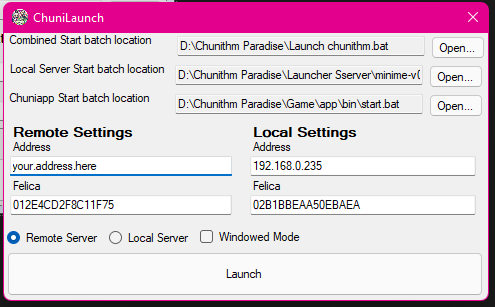 ChuniLaunch
Combined Start batch location
D:\Chunithm Paradise\Launch chunithm.bat
Open...
Local Server Start batch location
D:\Chunithm Paradise\Launcher Sserver\minime-v(
Open...
Chuniapp Start batch location
D:\Chunithm Paradise\Game\app\bin\start.bat
Open...
Remote Settings
Local Settings
Address
Address
your.address.here
192.168.0.235
Felica
Felica
012E4CD2F8C11F75
02B1BBEAA50EBAEA
Remote Server
Local Server
Windowed Mode
Launch